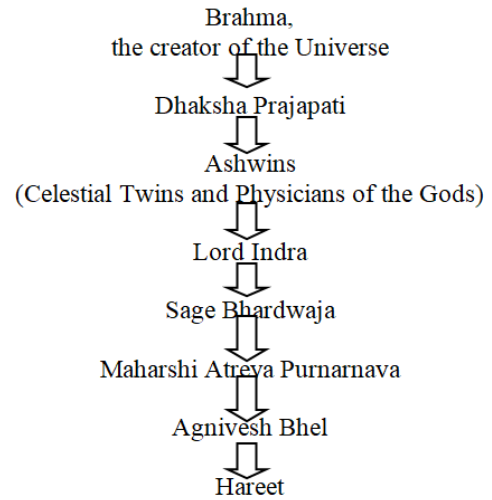 Brahma,
the creator of the Universe
Dhaksha Prajapati
Ashwins
(Celestial Twins and Physicians of the Gods)
Lord Indra
Sage Bhardwaja
Maharshi Atreya Purnarnava
Agnivesh Bhel
Hareet